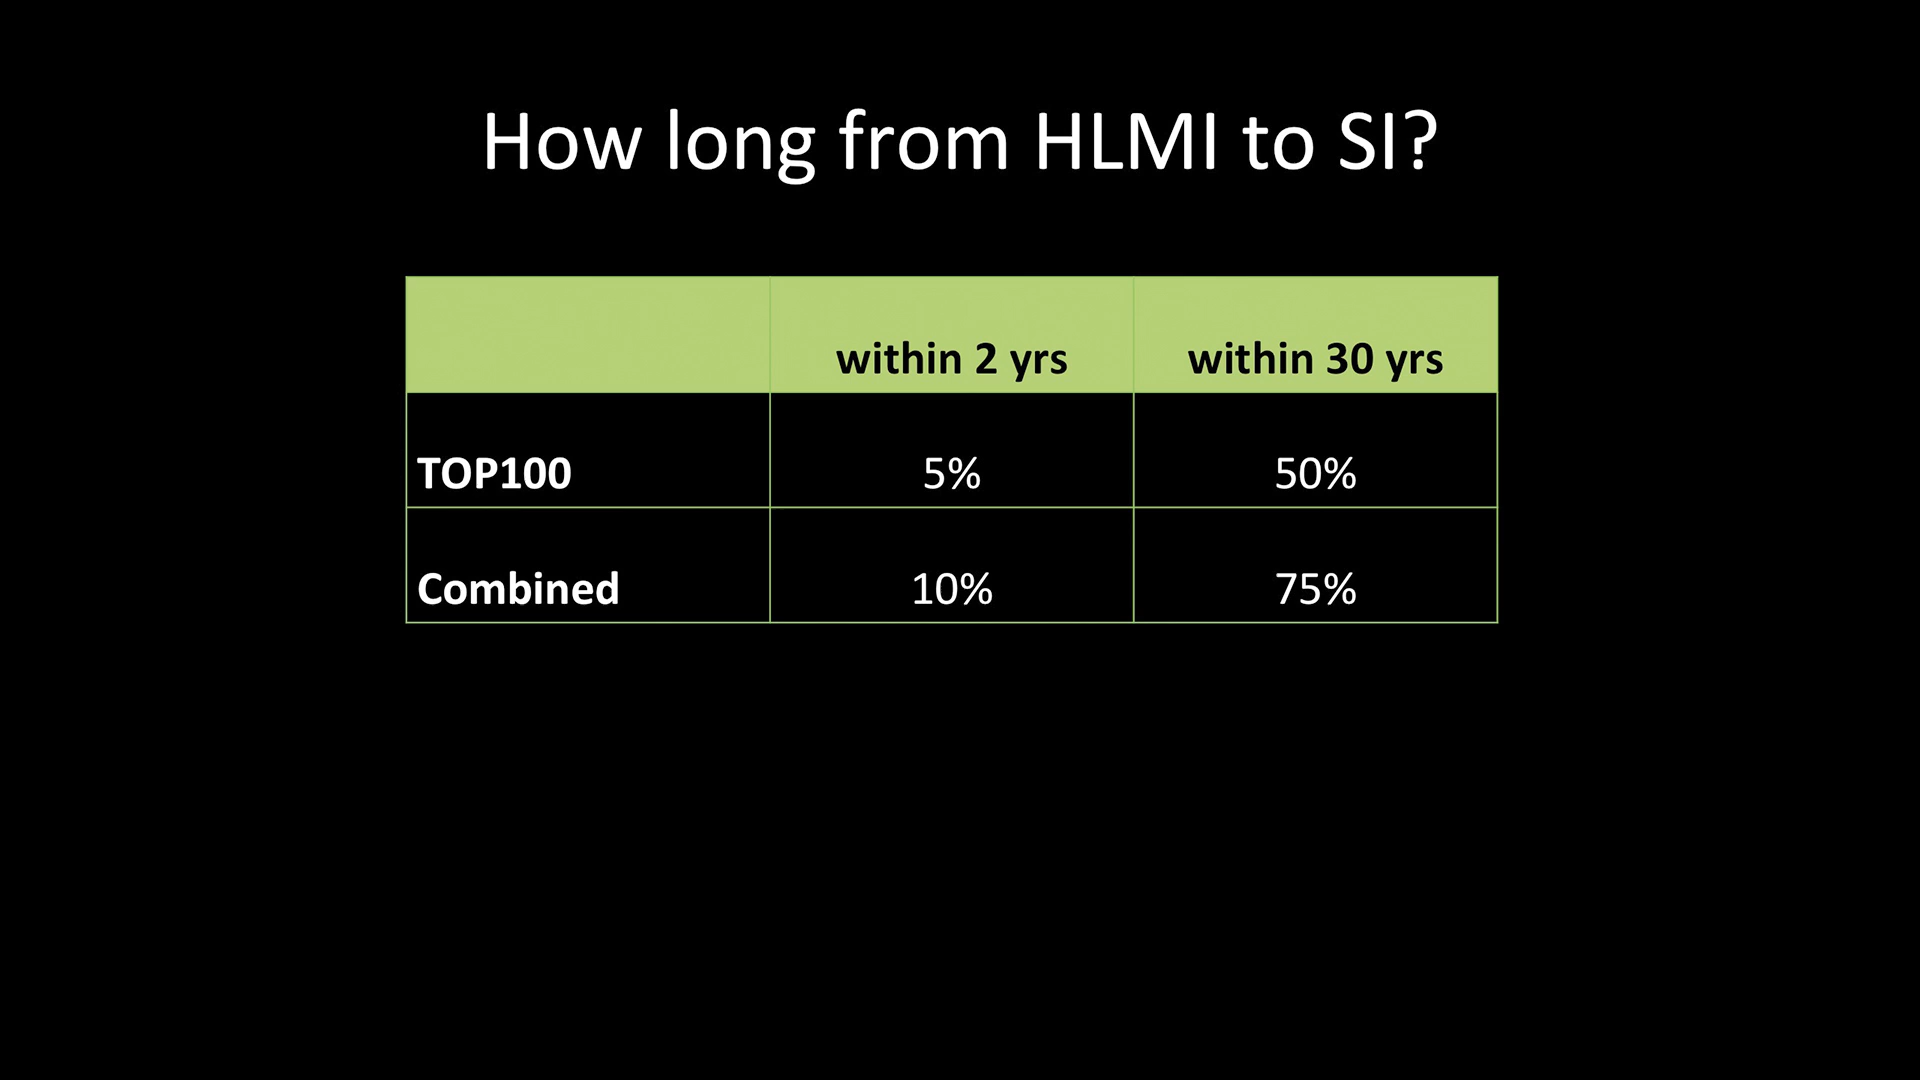 How long from HLMI to SI?
within 2 yrs within 30 yrs
TOP100 5% 50%
Combined 10% 75%